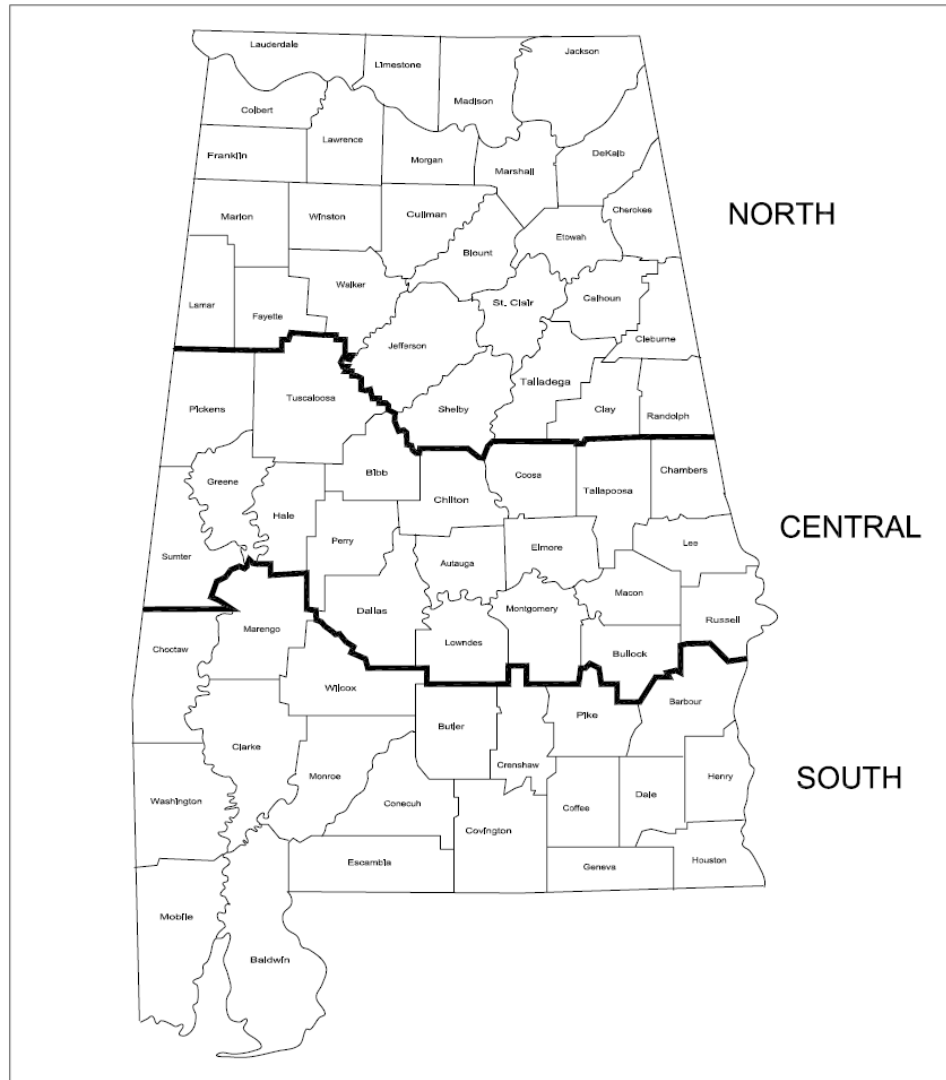 Lauderdale
Limestone
Madison
Jackson
Colbert
Lawrence
Franklin
Morgan
Marshall
DeKalb
Marion
Winston
Cullman
Cherokee
NORTH
Blount
Etowah
Lamar
Fayette
Walker
St. Clair
Calhoun
Jefferson
Cleburne
Talladega
Pickens
Tuscaloosa
Shelby
Clay
Randolph
Greene
Bibb
Coosa
Chambers
Hale
Chilton
Tallapoosa
CENTRAL
Perry
Elmore
Lee
Sumter
Autauga
Macon
Dallas
Montgomery
Russell
Marengo
Choctaw
Lowndes
Bullock
Wilcox
Barbour
Butler
Pike
Clarke
Crenshaw
SOUTH
Monroe
Henry
Washington
Conecuh
Coffee
Dale
Covington
Escambia
Geneva
Houston
Mobile
Baldwin